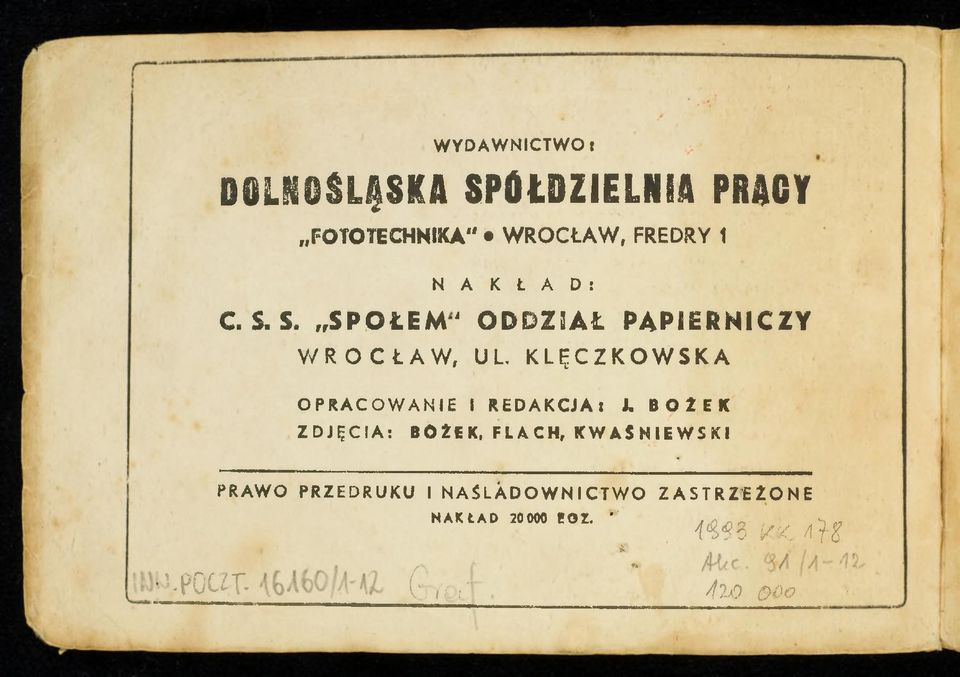 WYDAWNICTWO:
DOLNOŚLĄSKA SPÓŁDZIELNIA PRACY
„FOTOTECHNIKA" • WROCŁAW, FREDRY 1
NAKŁAD:
C. S. S. „SPOŁEM" ODDZIAŁ PAPIERNICZY
WROCŁAW, UL. KLĘCZKOWSKA
OPRACOWANIE I REDAKCJA: J. BOŻEK
ZDJĘCIA: BOŻEK, FLACH, KWAŚNIEWSKI
PRAWO PRZEDRUKU I NAŚLADOWNICTWO ZASTRZEŻONE
NAKŁAD 20 000 EGZ.
1993 KK 178
Akc. 91/1-12
120 000
INW.POCZT. 16160/1-12 Graf.